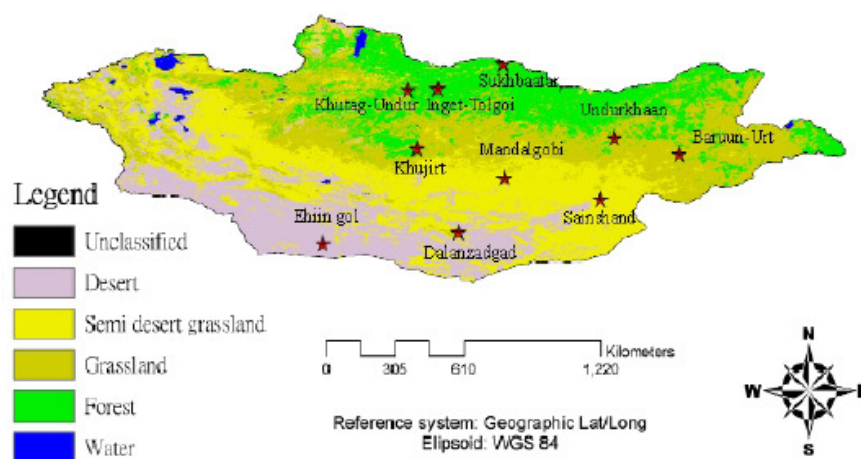 Sukhbaatar
Khutag-Undur Inget-Tolgoi
Undurkhaan
Baruun-Urt
Mandalgobi
Khujirt
Sainshand
Ehiin gol
Dalanzadgad
Legend
Unclassified
Desert
Semi desert grassland
Grassland
Forest
Water
Kilometers
0 305 610 1,220
Reference system: Geographic Lat/Long
Elipsoid: WGS 84
N
W E
S